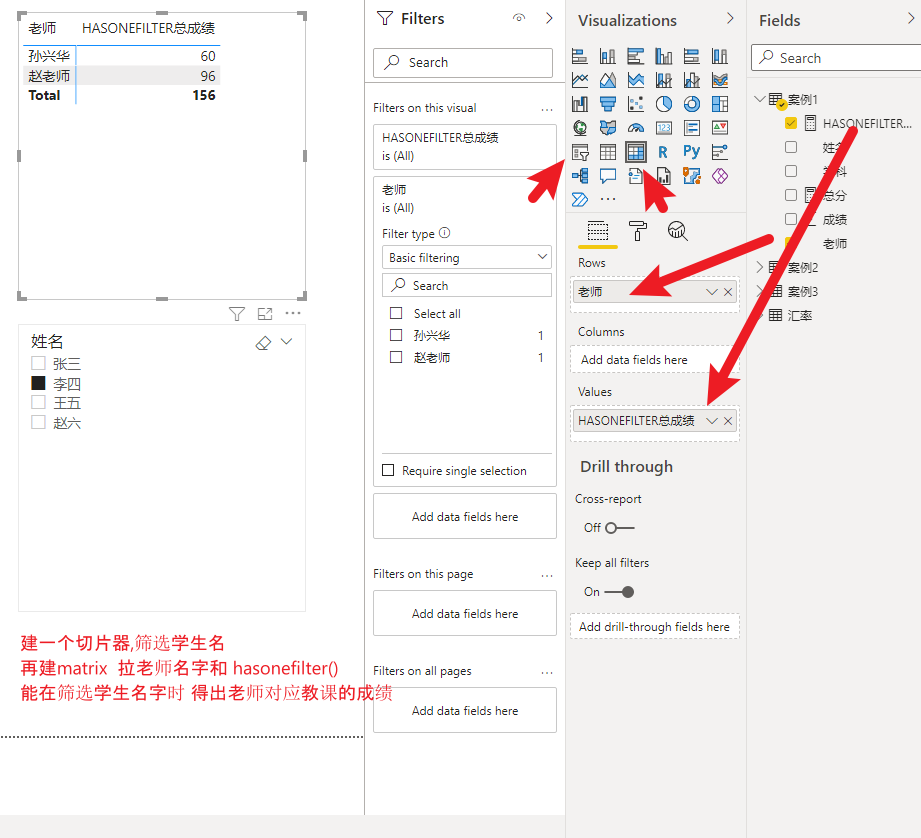 老师 HASONEFILTER总成绩
孙兴华 60
赵老师 96
Total 156
姓名
张三
李四
王五
赵六
建一个切片器,筛选学生名
再建matrix 拉老师名字和 hasonefilter()
能在筛选学生名字时 得出老师对应教课的成绩
Filters
Search
Filters on this visual ...
HASONEFILTER总成绩
is (All)
老师
is (All)
Filter type
Basic filtering
Search
Select all
孙兴华 1
赵老师 1
Require single selection
Add data fields here
Filters on this page ...
Add data fields here
Filters on all pages ...
Add data fields here
Visualizations
123
R Py
...
Rows
老师
Columns
Add data fields here
Values
HASONEFILTER总成绩
Drill through
Cross-report
Off
Keep all filters
On
Add drill-through fields here
Fields
Search
案例1
HASONEFILTER...
姓名
科
总分
成绩
老师
案例2
案例3
汇率